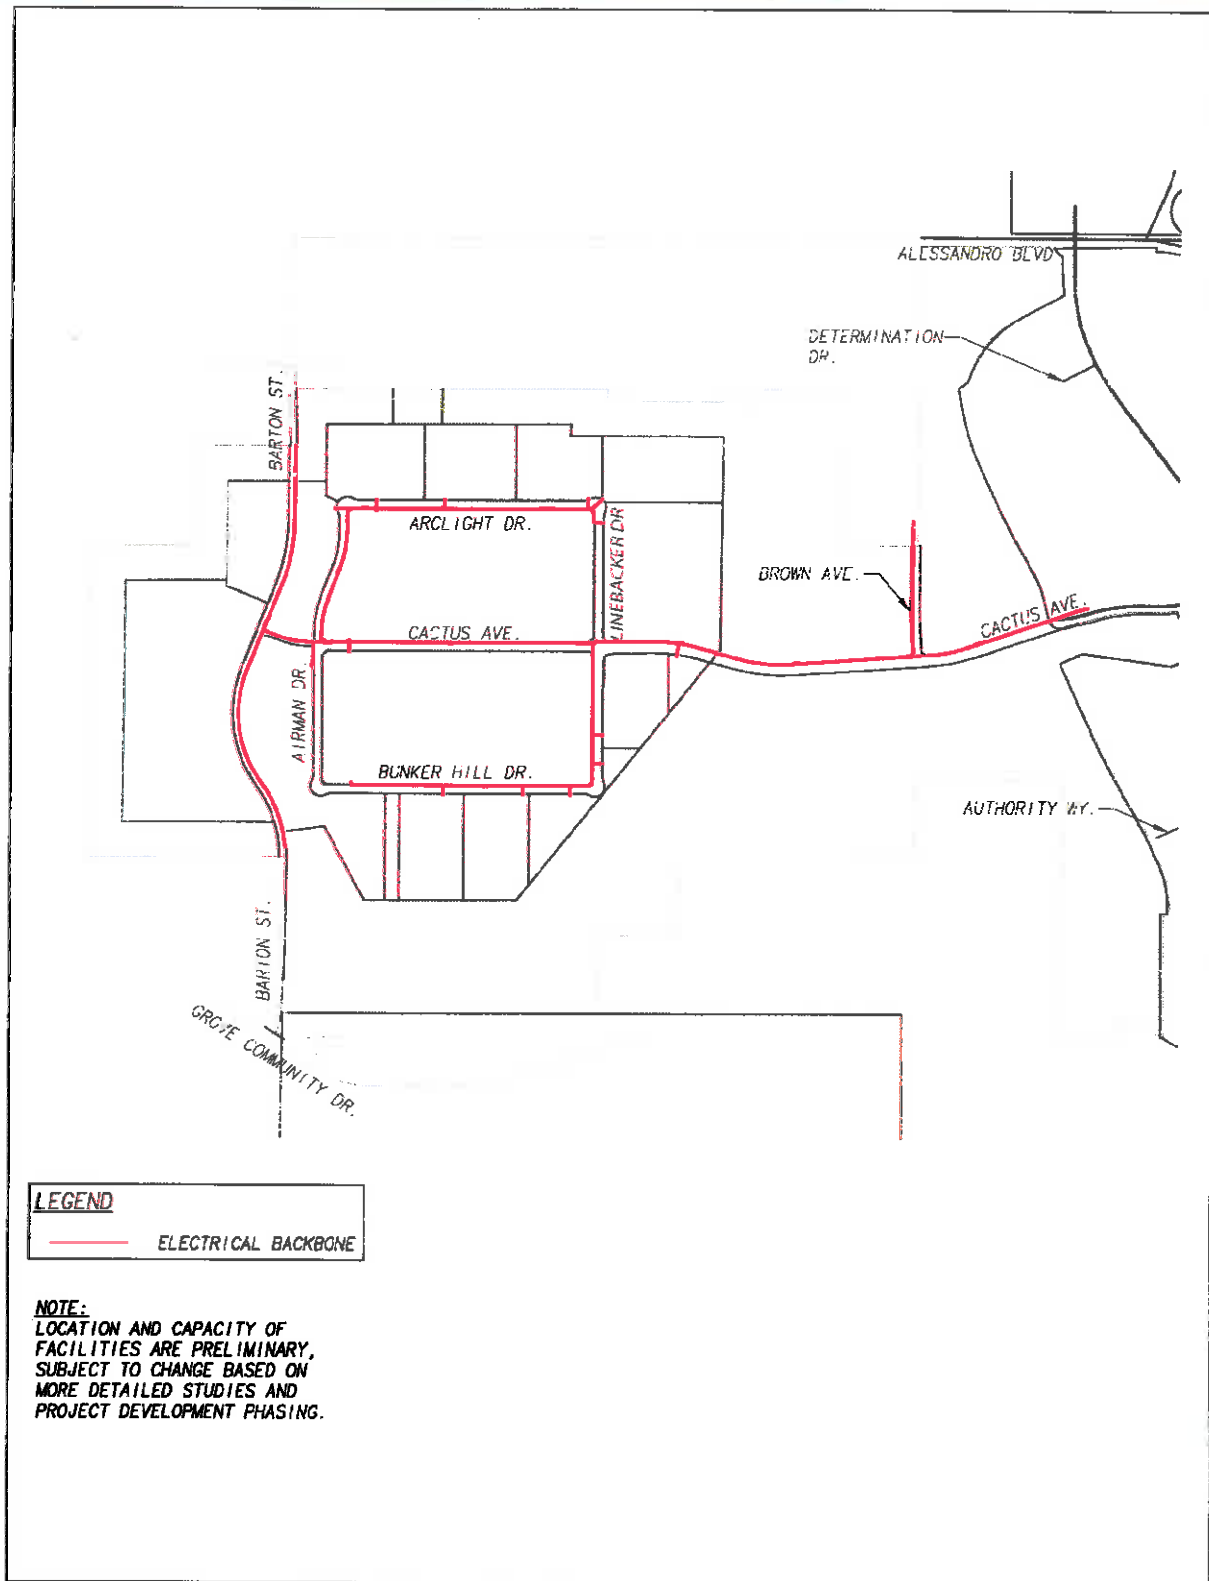 ALESSANDRO BLVD
DETERMINATION
DR.
BARTON ST.
ARCLIGHT DR.
LINEBACKER DR
BROWN AVE.
CACTUS AVE.
CACTUS AVE.
AIRMAN DR.
BUNKER HILL DR.
AUTHORITY WY.
BARTON ST.
GROVE COMMUNITY DR.
LEGEND
ELECTRICAL BACKBONE
NOTE:
LOCATION AND CAPACITY OF
FACILITIES ARE PRELIMINARY,
SUBJECT TO CHANGE BASED ON
MORE DETAILED STUDIES AND
PROJECT DEVELOPMENT PHASING.